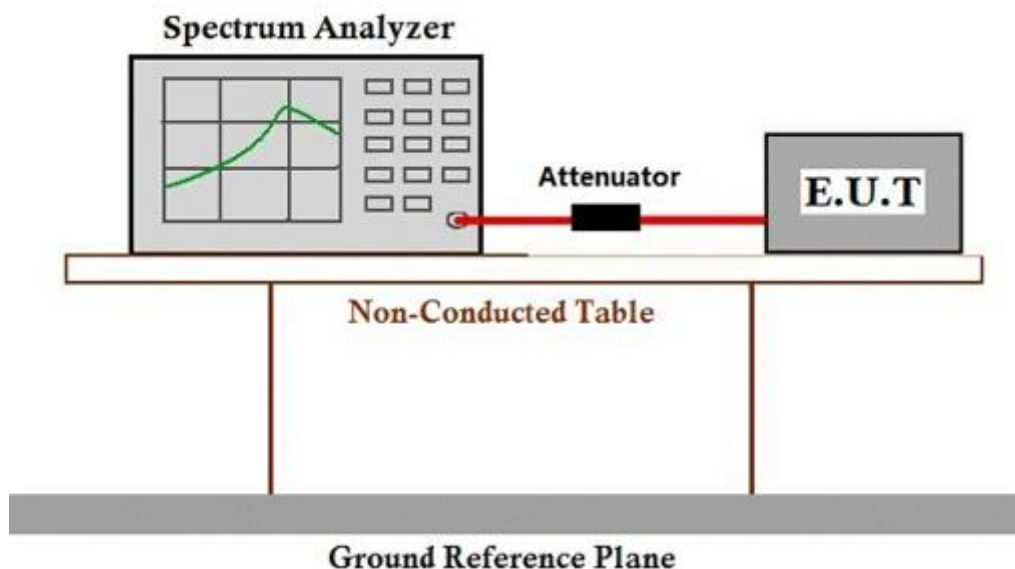 Spectrum Analyzer
Attenuator
E.U.T
Non-Conducted Table
Ground Reference Plane